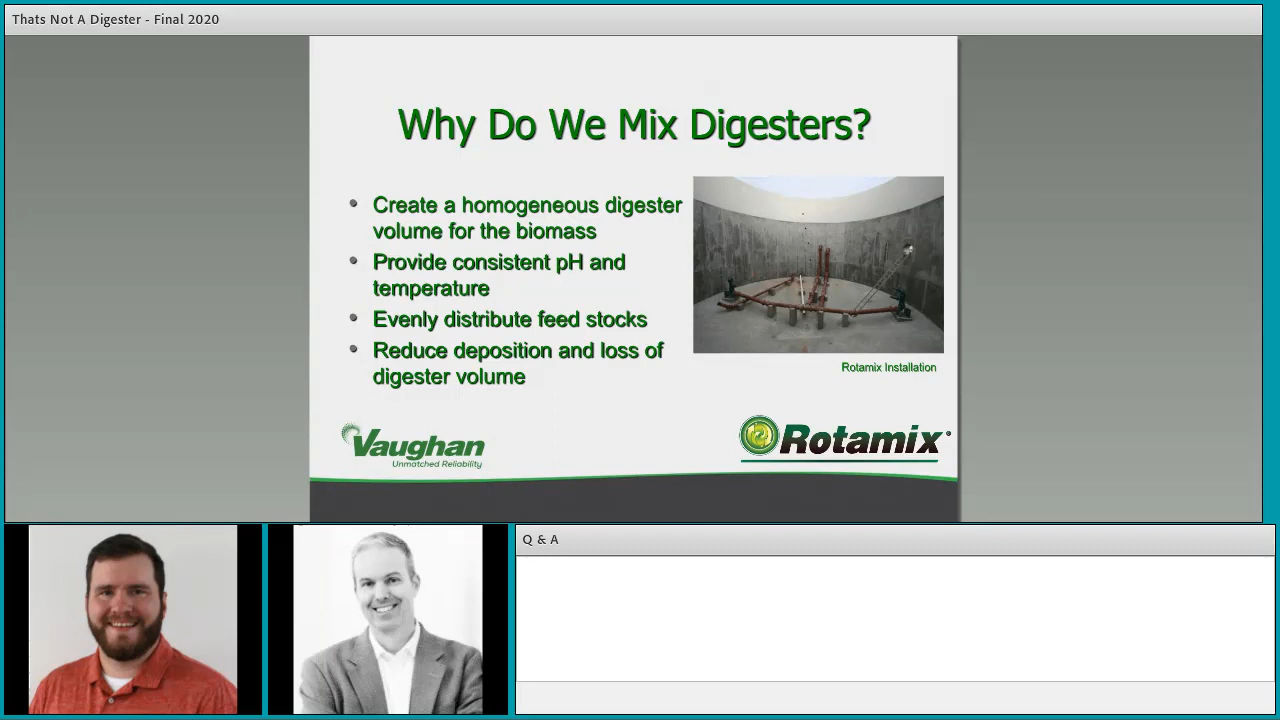 Thats Not A Digester - Final 2020
Why Do We Mix Digesters?
Create a homogeneous digester
volume for the biomass
Provide consistent pH and
temperature
Evenly distribute feed stocks
Reduce deposition and loss of
digester volume
Rotamix Installation
Vaughan
Unmatched Reliability
Rotamix
Q & A